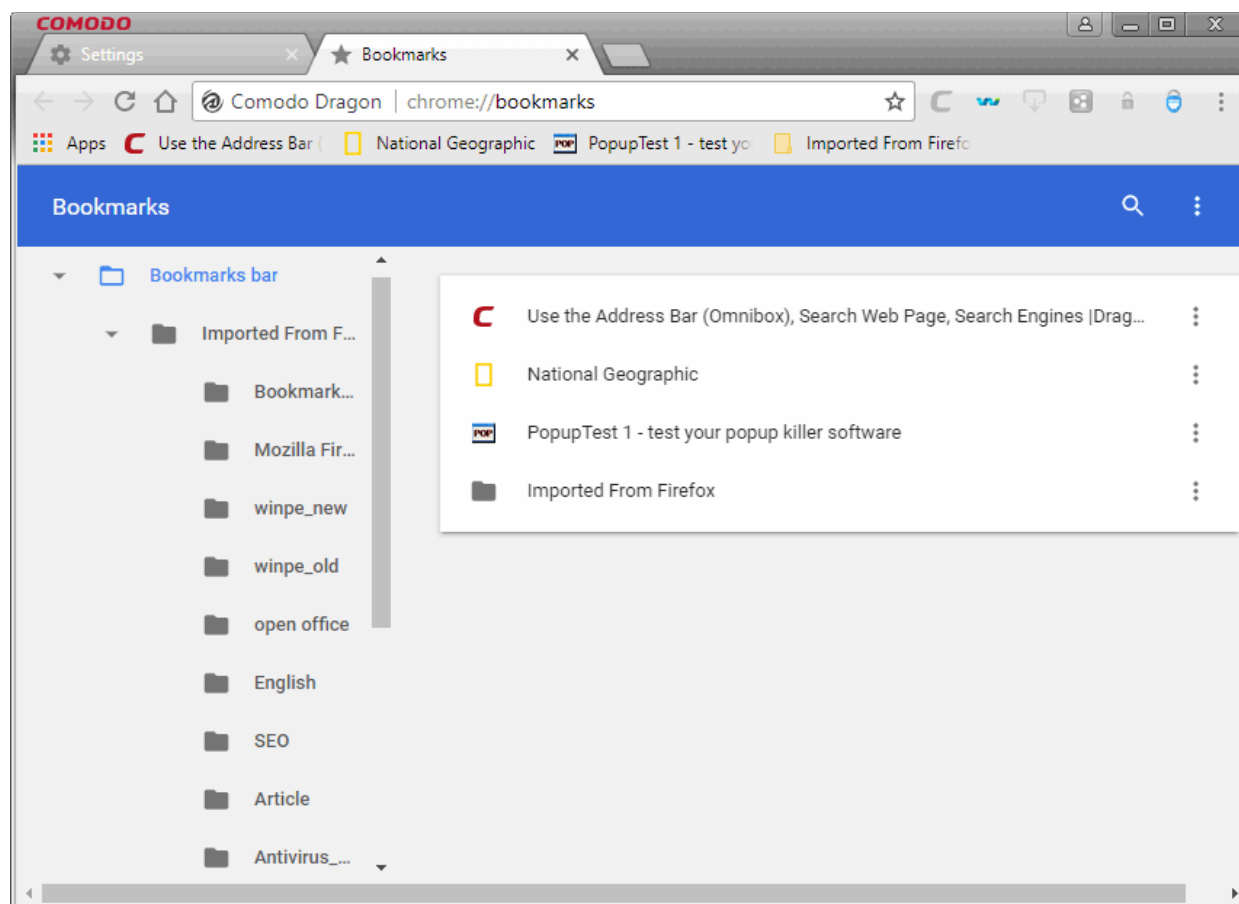 COMODO
Settings
Bookmarks
Comodo Dragon | chrome://bookmarks
Apps Use the Address Bar ( National Geographic POP PopupTest 1 - test yo Imported From Firefo
Bookmarks
Bookmarks bar
Imported From F...
Bookmark...
Mozilla Fir...
winpe_new
winpe_old
open office
English
SEO
Article
Antivirus_...
Use the Address Bar (Omnibox), Search Web Page, Search Engines |Drag...
National Geographic
POP PopupTest 1 - test your popup killer software
Imported From Firefox